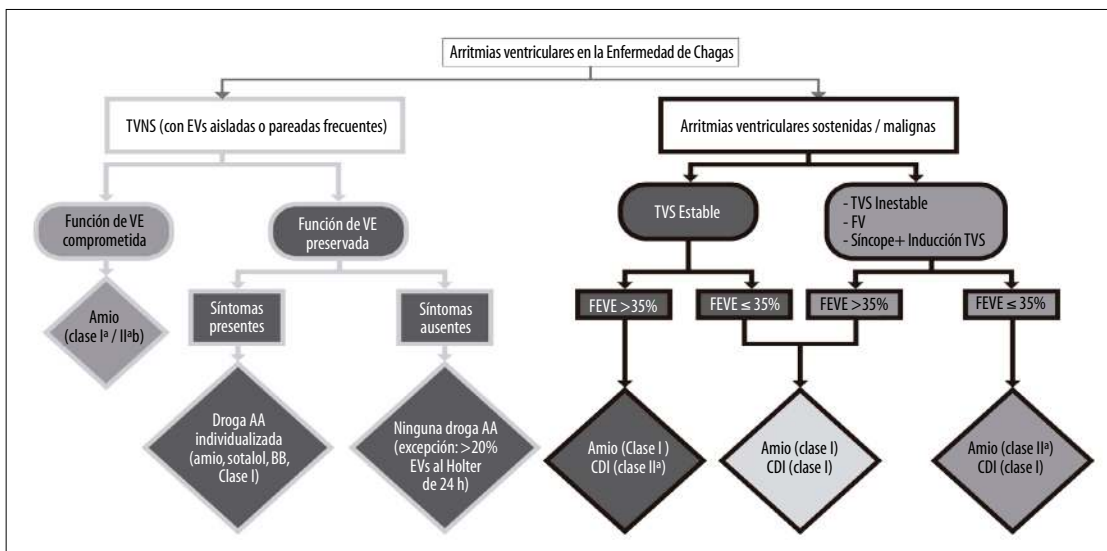 Arritmias ventriculares en la Enfermedad de Chagas
TVNS (con EVs aisladas o pareadas frecuentes)
Arritmias ventriculares sostenidas / malignas
Función de VE
comprometida
Función de VE
preservada
TVS Estable
- TVS Inestable
- FV
- Síncope+ Inducción TVS
Amio
(clase Iª / IIªb)
Síntomas
presentes
Síntomas
ausentes
FEVE >35%
FEVE ≤ 35%
FEVE >35%
FEVE ≤ 35%
Droga AA
individualizada
(amio, sotalol, BB,
Clase I)
Ninguna droga AA
(excepción: >20%
EVs al Holter
de 24 h)
Amio (Clase I )
CDI (clase IIª)
Amio (clase I)
CDI (clase I)
Amio (clase IIª)
CDI (clase I)